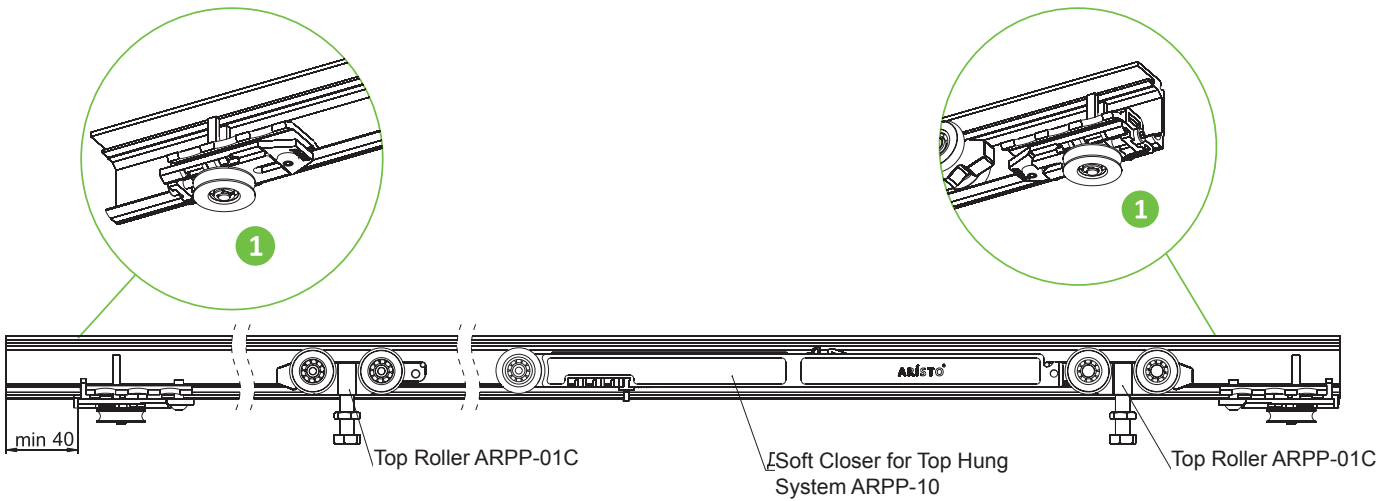 1
1
ARÍSTO
min 40
Top Roller ARPP-01C
Soft Closer for Top Hung
System ARPP-10
Top Roller ARPP-01C